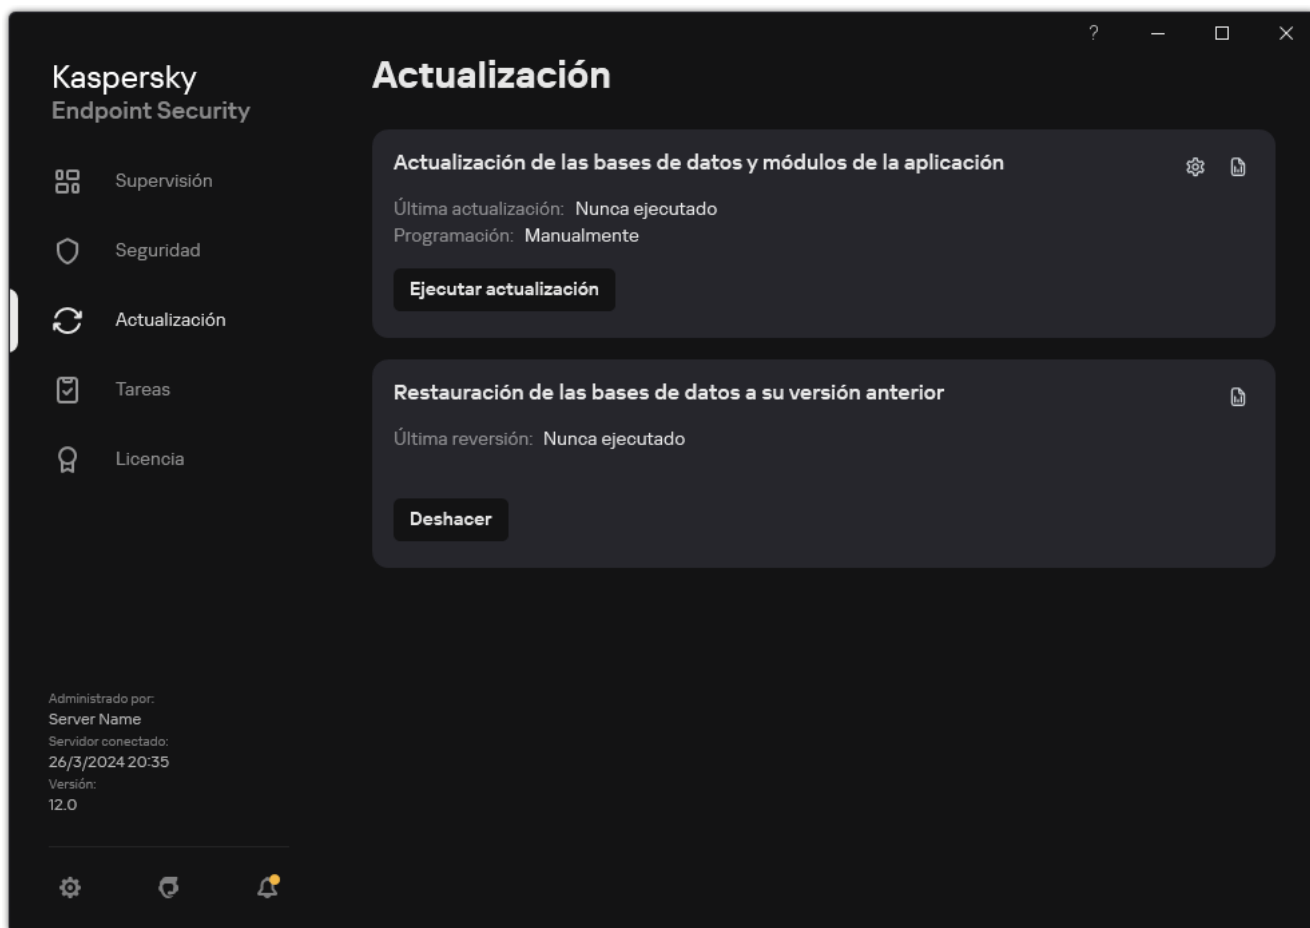 ?
Kaspersky
Endpoint Security
Supervisión
Seguridad
Actualización
Tareas
Licencia
Administrado por:
Server Name
Servidor conectado:
26/3/2024 20:35
Versión:
12.0
Actualización
Actualización de las bases de datos y módulos de la aplicación
Última actualización: Nunca ejecutado
Programación: Manualmente
Ejecutar actualización
Restauración de las bases de datos a su versión anterior
Última reversión: Nunca ejecutado
Deshacer